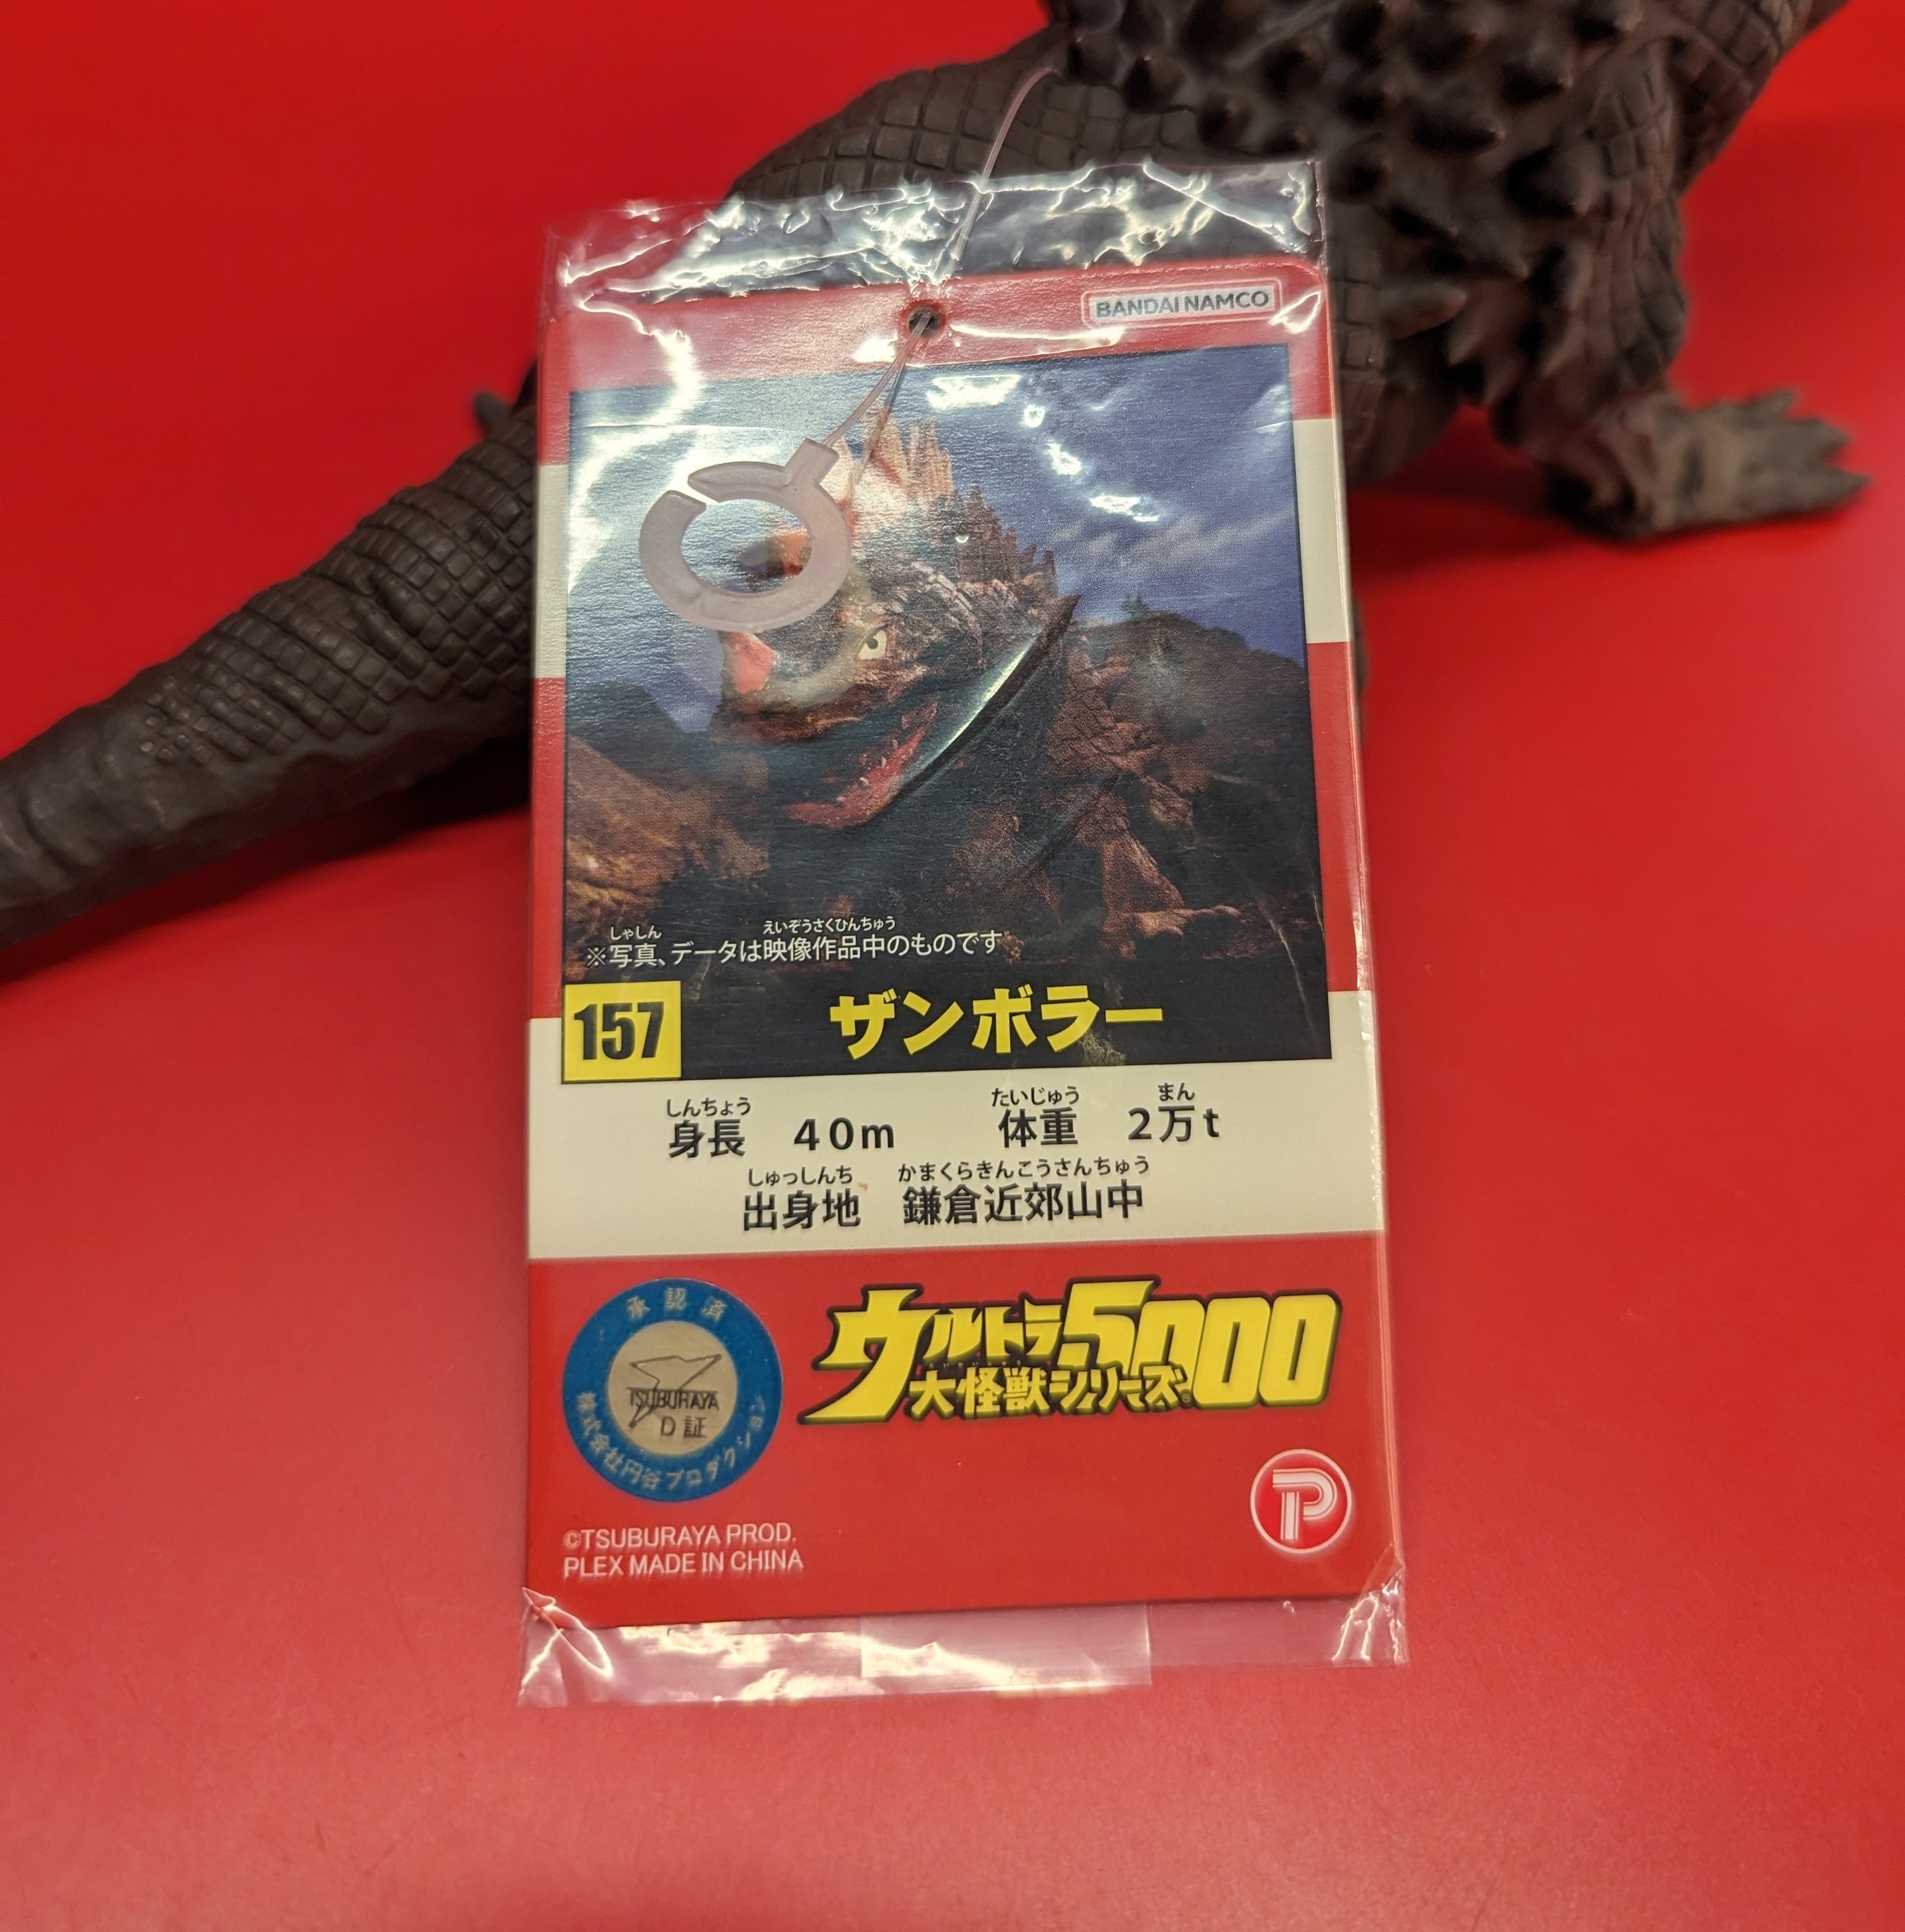 BANDAI NAMCO
しゃしん えいぞうさくひんちゅう
※写真、データは映像作品中のものです
157 ザンボラー
しんちょう たいじゅう まん
身長 40m 体重 2万t
しゅっしんち かまくらきんこうさんちゅう
出身地 鎌倉近郊山中
承認済
TSUBURAYA
D 証
株式会社円谷プロダクション
ウルトラ5000
大怪獣シリーズ
P
©TSUBURAYA PROD.
PLEX MADE IN CHINA